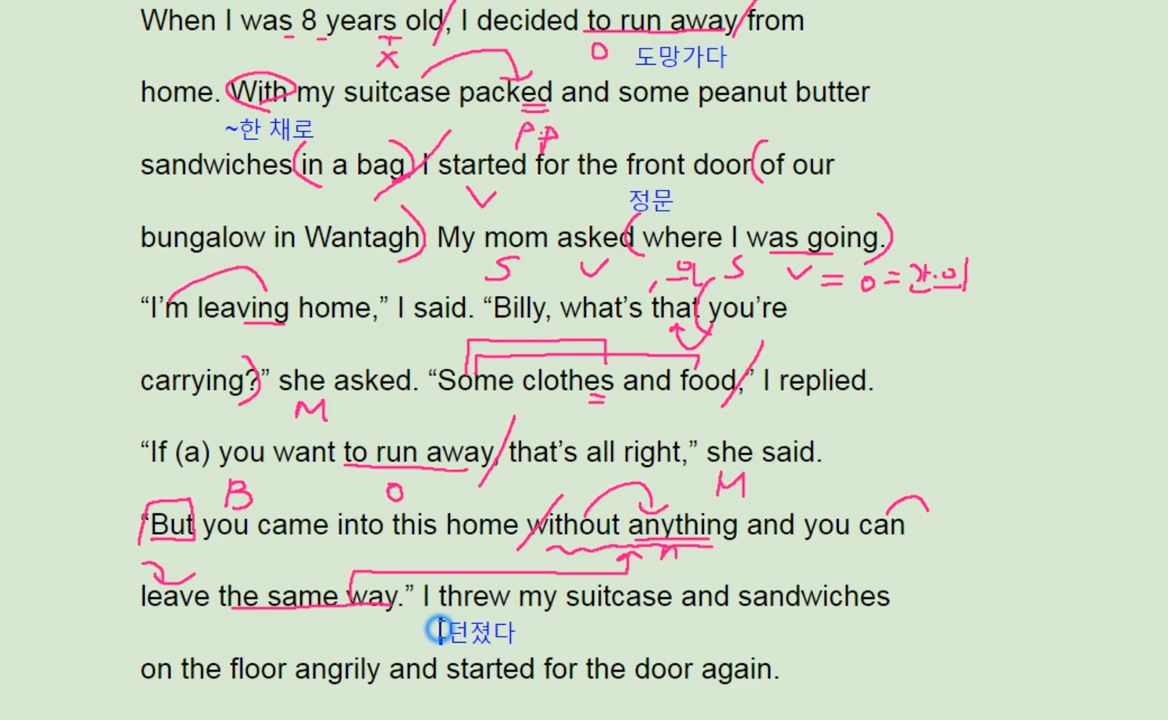 When I was 8 years old, I decided to run away from
X O 도망가다
home. With my suitcase packed and some peanut butter
~한 채로 P.P
sandwiches in a bag, I started for the front door of our
V 정문
bungalow in Wantagh. My mom asked where I was going.
S V 의 S V = O = 간.의
“I’m leaving home,” I said. “Billy, what’s that you’re
carrying?” she asked. “Some clothes and food,” I replied.
M
“If (a) you want to run away, that’s all right,” she said.
B O M
“But you came into this home without anything and you can
n
leave the same way.” I threw my suitcase and sandwiches
던졌다
on the floor angrily and started for the door again.